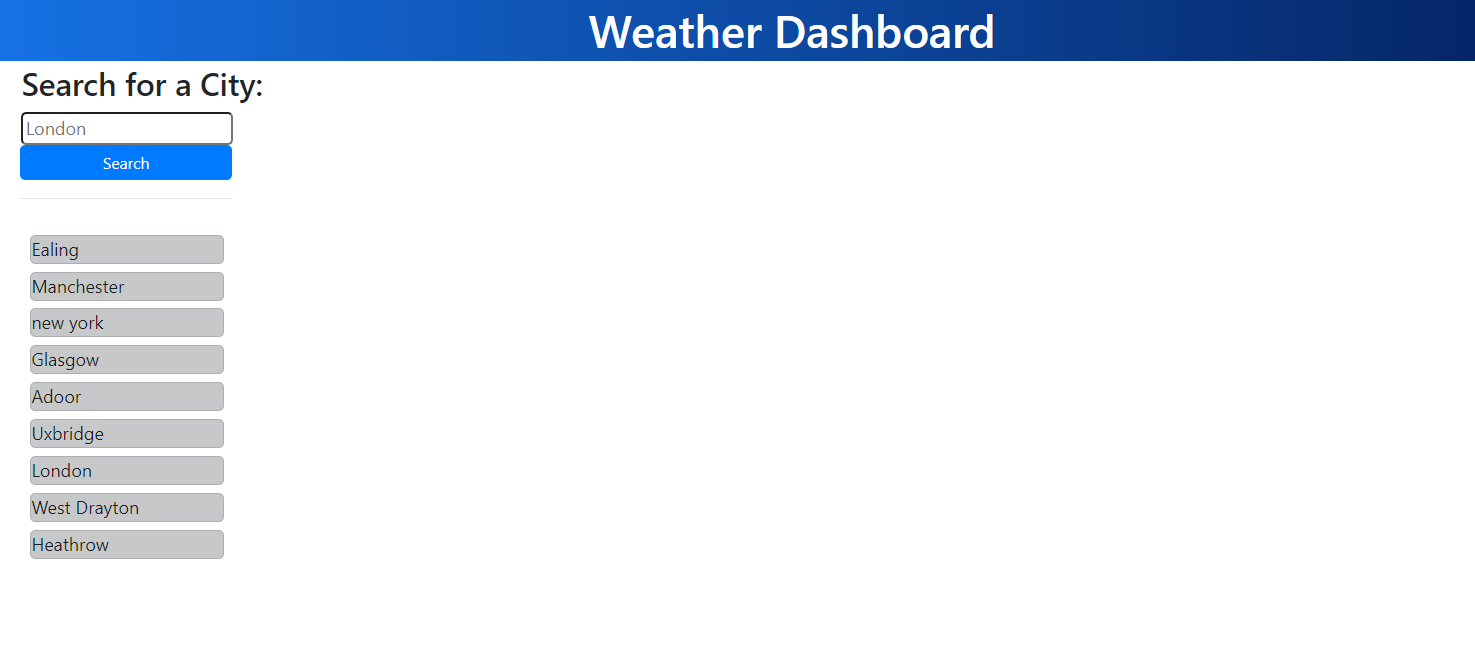 Weather Dashboard
Search for a City:
London
Search
Ealing
Manchester
new york
Glasgow
Adoor
Uxbridge
London
West Drayton
Heathrow